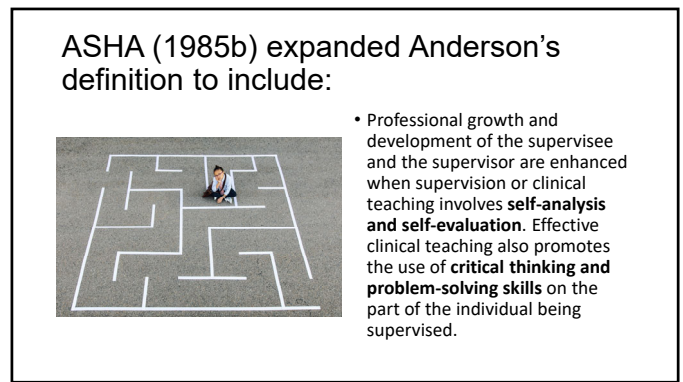 ASHA (1985b) expanded Anderson’s
definition to include:
• Professional growth and
development of the supervisee
and the supervisor are enhanced
when supervision or clinical
teaching involves self-analysis
and self-evaluation. Effective
clinical teaching also promotes
the use of critical thinking and
problem-solving skills on the
part of the individual being
supervised.